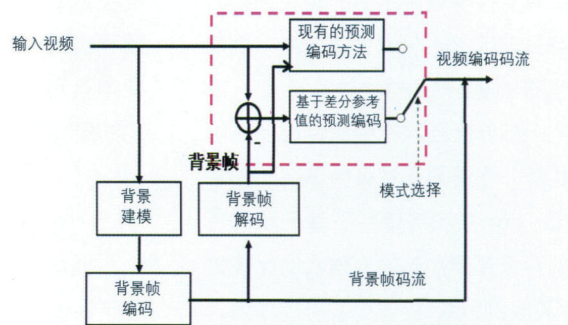 输入视频
现有的预测
编码方法
视频编码码流
基于差分参考
值的预测编码
-
背景帧
模式选择
背景
建模
背景帧
解码
背景帧
编码
背景帧码流